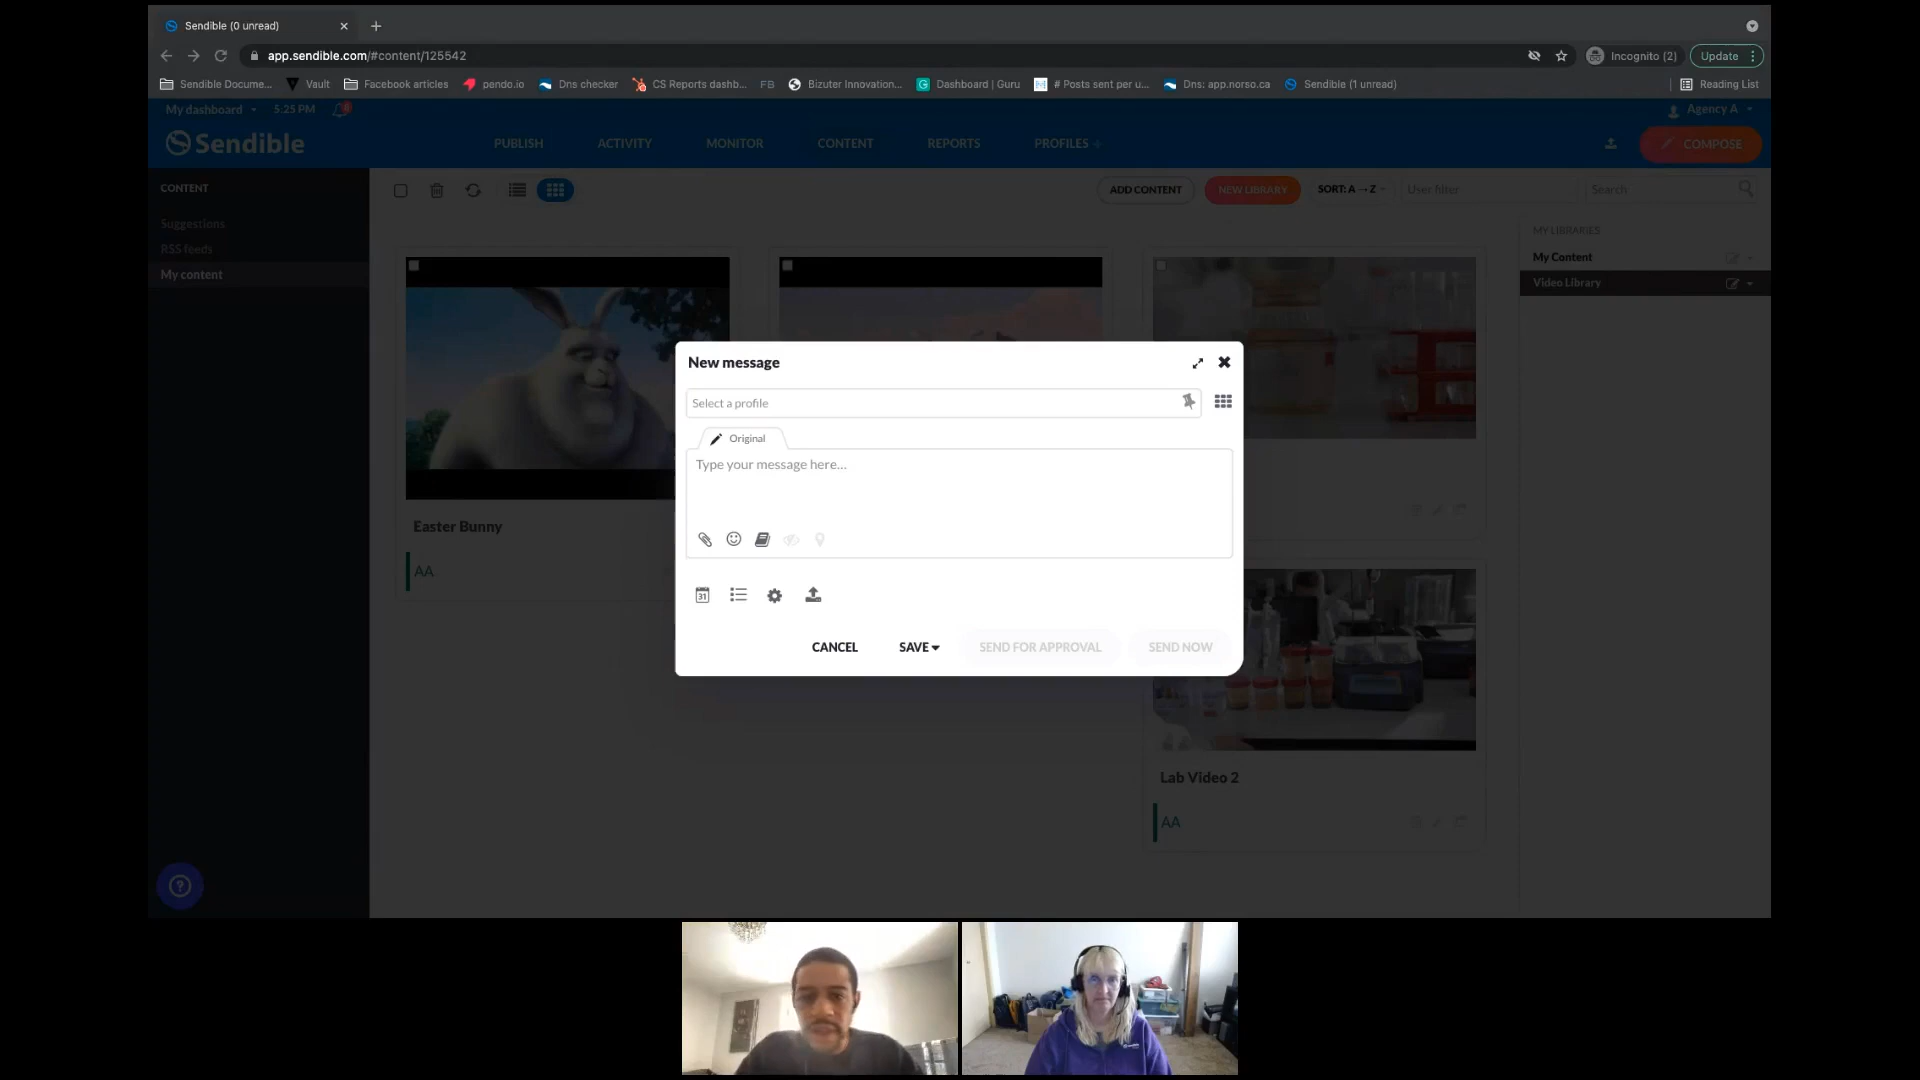 Sendible (0 unread)
app.sendible.com/#content/125542
Incognito (2)
Update
Sendible Docume...
Vault
Facebook articles
pendo.io
Dns checker
CS Reports dashb...
FB
Bizuter Innovation...
Dashboard | Guru
# Posts sent per u...
Dns: app.norso.ca
Sendible (1 unread)
Reading List
My dashboard
5:25 PM
Agency A
Sendible
PUBLISH
ACTIVITY
MONITOR
CONTENT
REPORTS
PROFILES +
COMPOSE
CONTENT
Suggestions
RSS feeds
My content
ADD CONTENT
NEW LIBRARY
SORT: A → Z
User filter
Search
MY LIBRARIES
My Content
Video Library
Easter Bunny
AA
Lab Video 2
AA
New message
Select a profile
Original
Type your message here...
31
CANCEL
SAVE
SEND FOR APPROVAL
SEND NOW